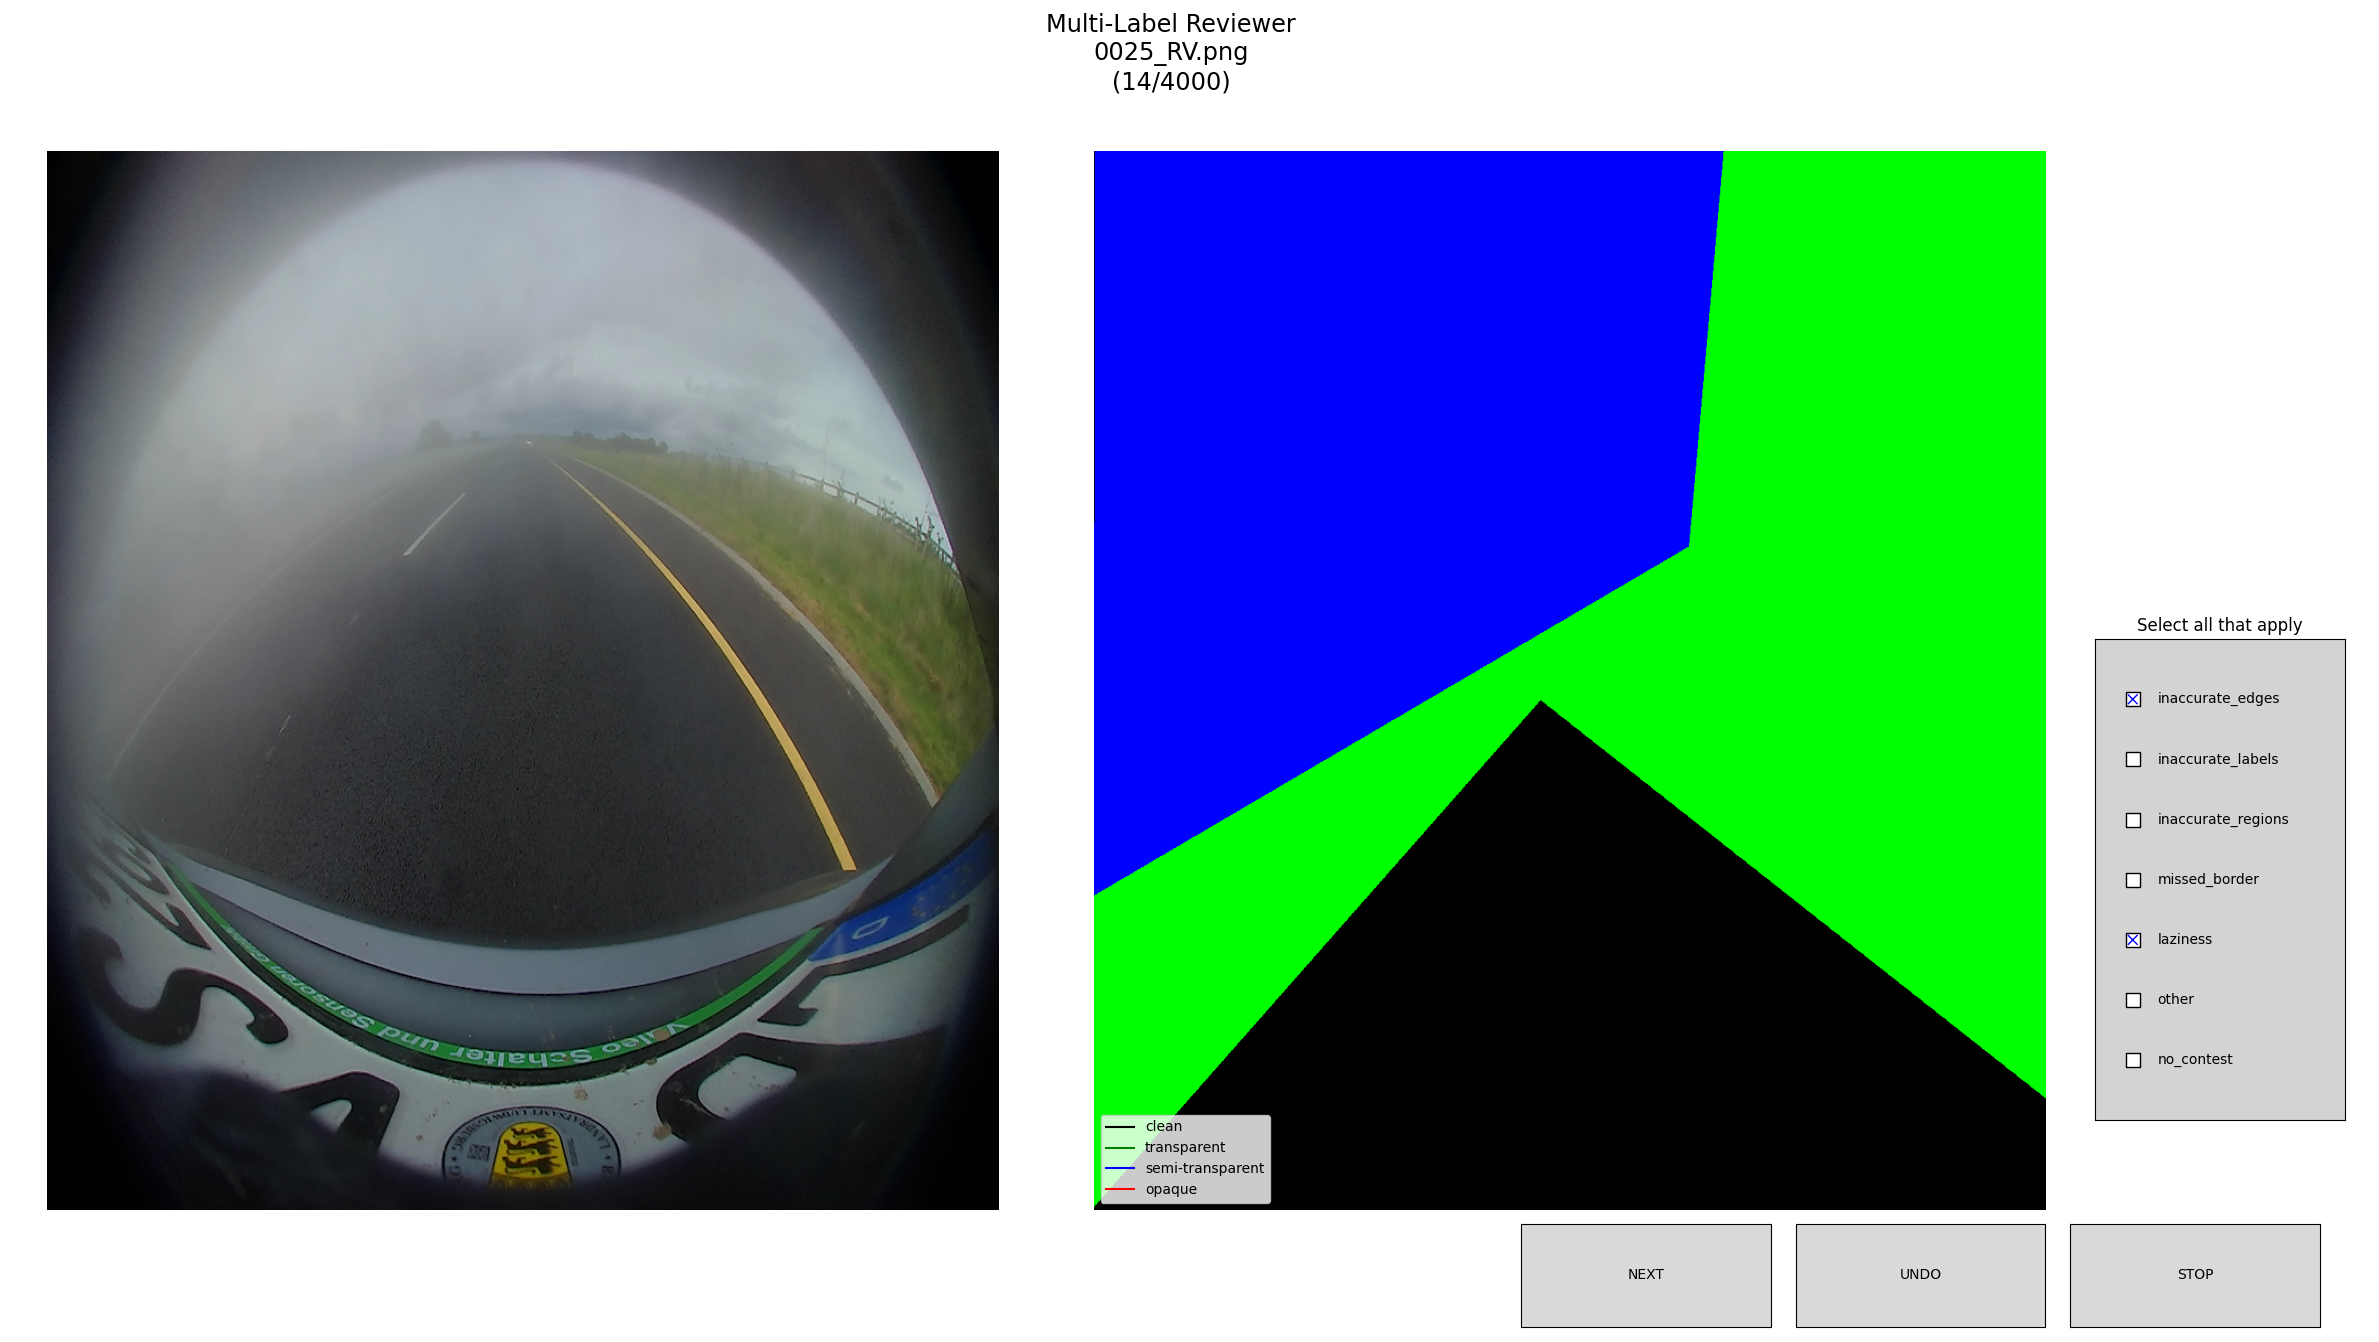 Multi-Label Reviewer
0025_RV.png
(14/4000)
Select all that apply
inaccurate_edges
inaccurate_labels
inaccurate_regions
missed_border
laziness
other
no_contest
clean
transparent
semi-transparent
opaque
D
Schalter und Sensoren
NEXT
UNDO
STOP